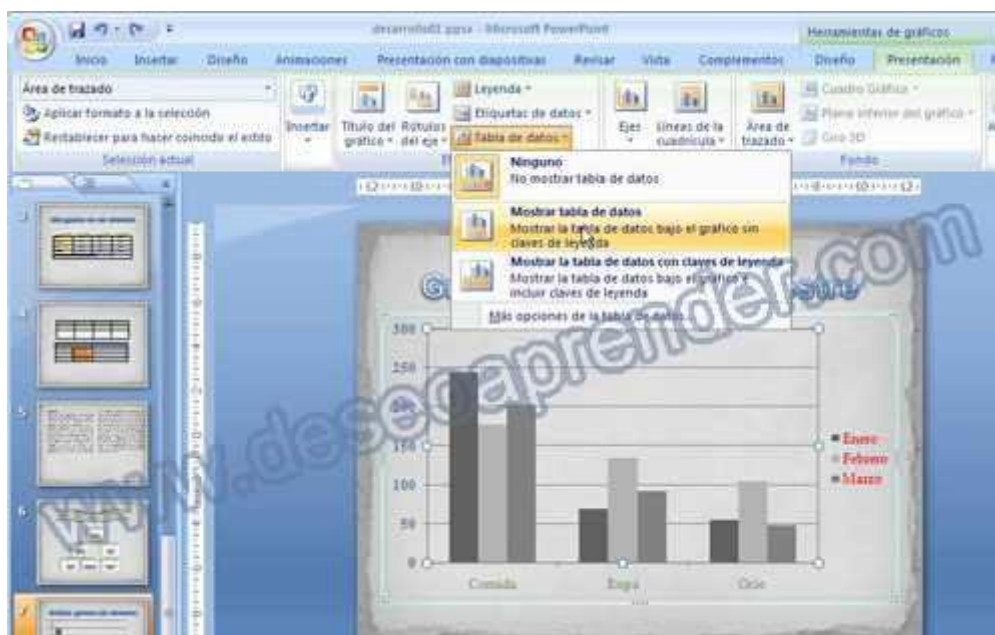 desarrollo02.ppsx - Microsoft PowerPoint
Herramientas de gráficos
Inicio Insertar Diseño Animaciones Presentación con diapositivas Revisar Vista Complementos Diseño Presentación
Área de trazado
Aplicar formato a la selección
Restablecer para hacer coincidir el estilo
Selección actual
Insertar
Título del gráfico
Rótulos del eje
Leyenda
Etiquetas de datos
Tabla de datos
Ejes
Líneas de la cuadrícula
Área de trazado
Cuadro Gráfico
Plano inferior del gráfico
Giro 3D
Fondo
Ninguno
No mostrar tabla de datos
Mostrar tabla de datos
Mostrar la tabla de datos bajo el gráfico sin
claves de leyenda
Mostrar la tabla de datos con claves de leyenda
Mostrar la tabla de datos bajo el gráfico e
incluir claves de leyenda
Más opciones de la tabla de datos...
300
250
200
150
100
50
0
Comida Ropa Ocio
Enero
Febrero
Marzo
5
6
7
www.deseoaprender.com